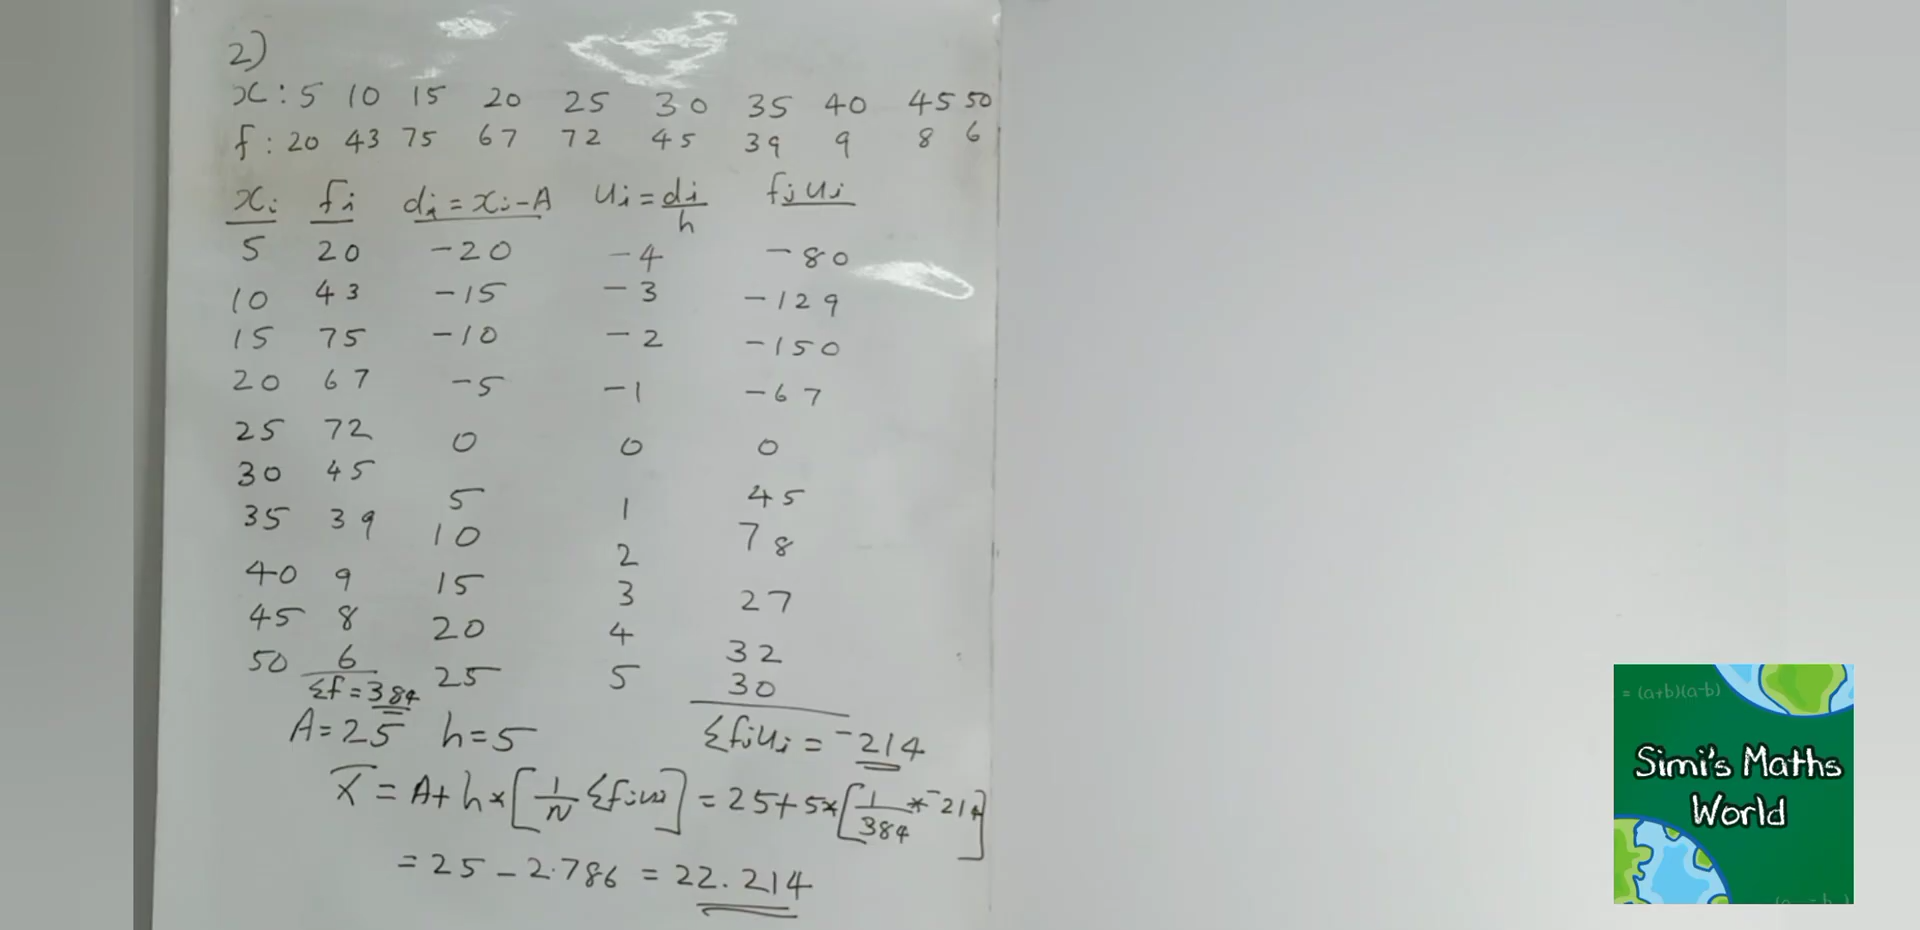 2)
x : 5 10 15 20 25 30 35 40 45 50
f : 20 43 75 67 72 45 39 9 8 6
xi fi di = xi-A ui = di/h fiui
5 20 -20 -4 -80
10 43 -15 -3 -129
15 75 -10 -2 -150
20 67 -5 -1 -67
25 72 0 0 0
30 45 5 1 45
35 39 10 2 78
40 9 15 3 27
45 8 20 4 32
50 6 25 5 30
Σf = 384
A = 25 h = 5 Σfiui = -214
x̄ = A + h × [1/N Σfiui] = 25 + 5 × [1/384 * -214]
= 25 - 2.786 = 22.214
= (a+b)(a-b)
Simi's Maths
World